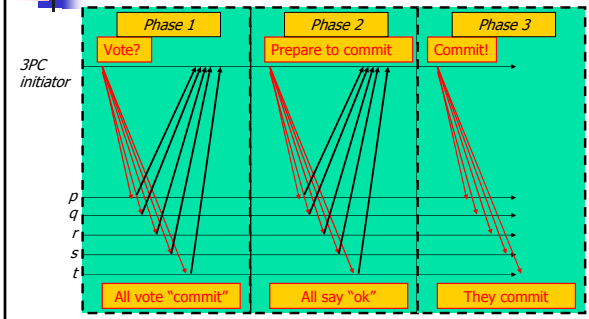 Phase 1
Phase 2
Phase 3
Vote?
Prepare to commit
Commit!
3PC
initiator
p
q
r
s
t
All vote “commit”
All say “ok”
They commit